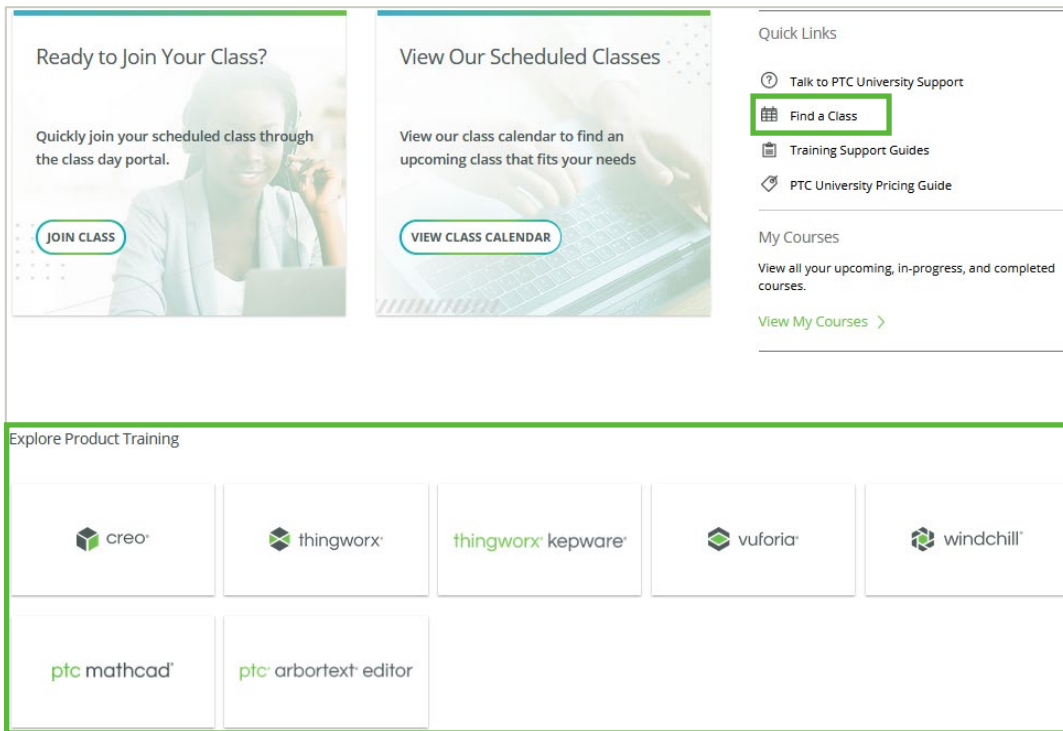 Ready to Join Your Class?
Quickly join your scheduled class through
the class day portal.
JOIN CLASS
View Our Scheduled Classes
View our class calendar to find an
upcoming class that fits your needs
VIEW CLASS CALENDAR
Quick Links
Talk to PTC University Support
Find a Class
Training Support Guides
PTC University Pricing Guide
My Courses
View all your upcoming, in-progress, and completed
courses.
View My Courses >
Explore Product Training
creo®
thingworx®
thingworx® kepware®
vuforia®
windchill®
ptc mathcad®
ptc® arbortext® editor